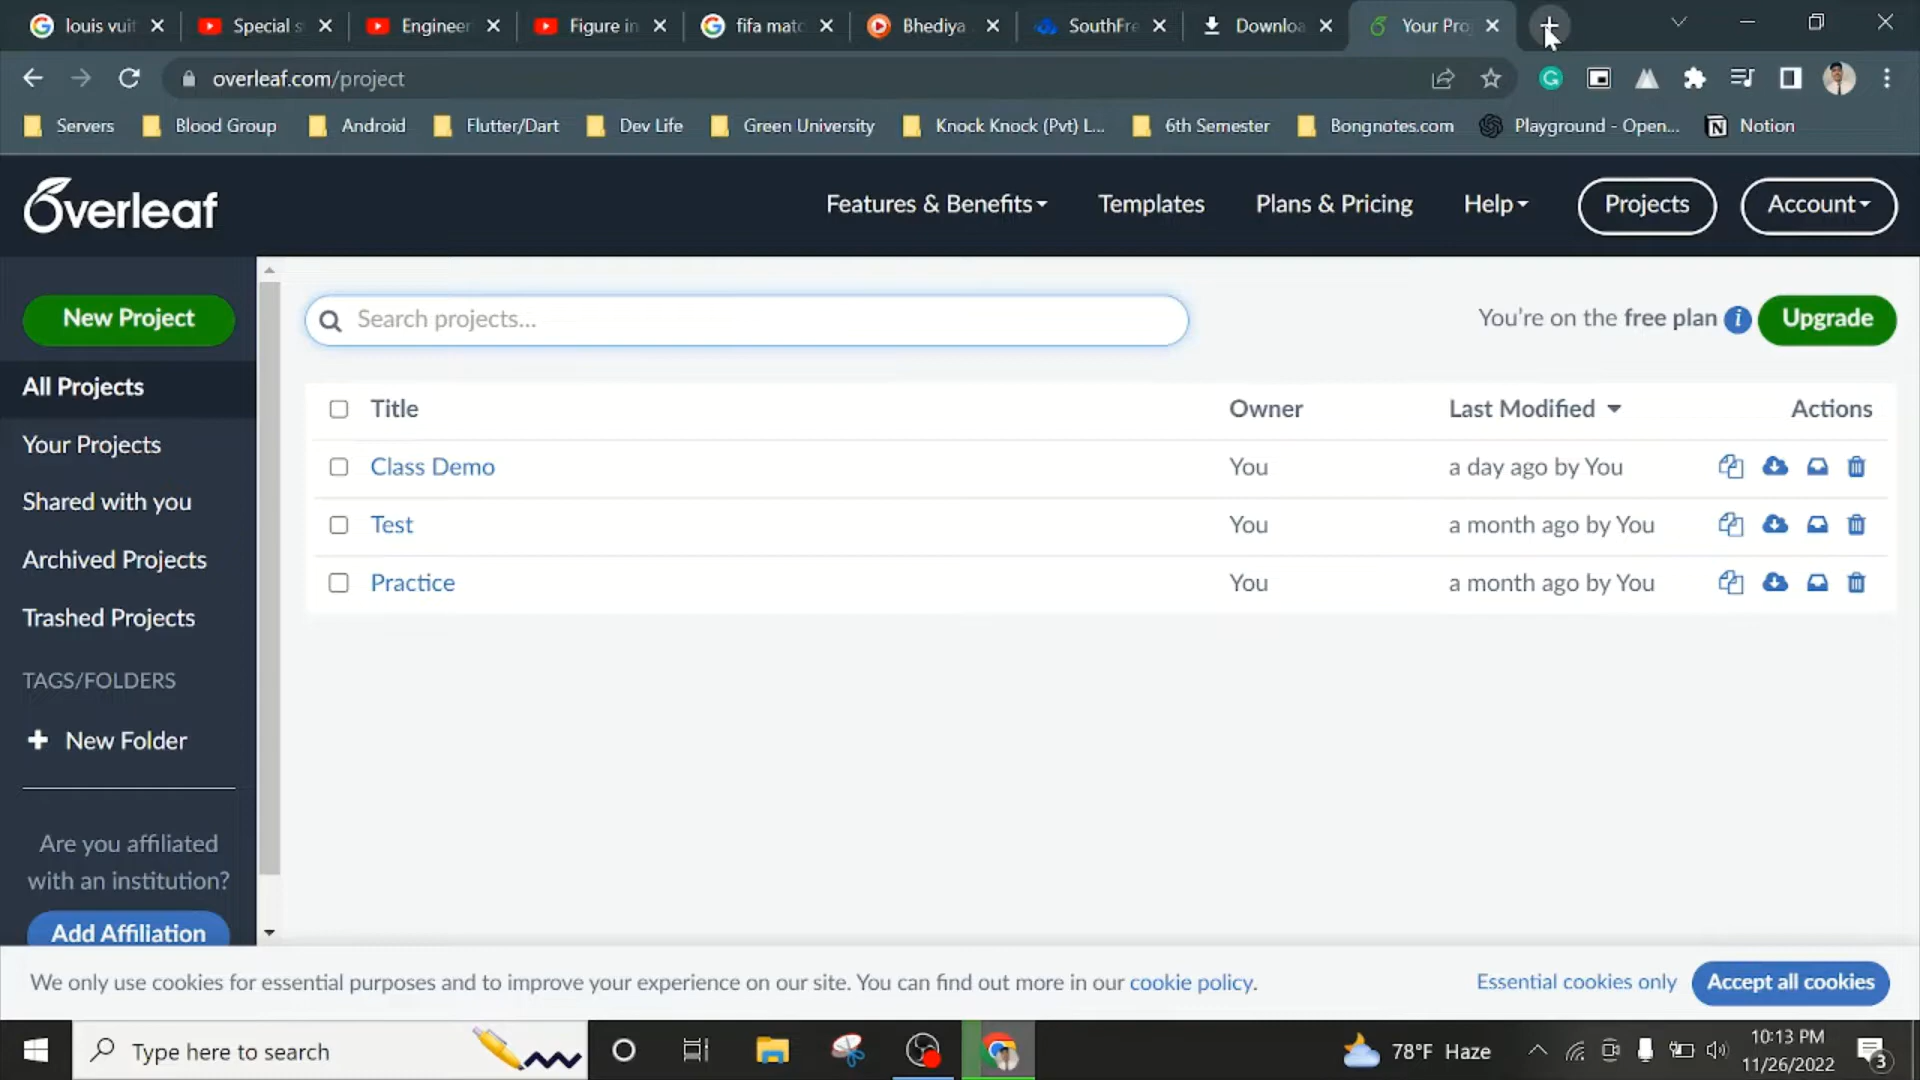 louis vuit
Special s
Engineer
Figure in
fifa matc
Bhediya
SouthFre
Downloa
Your Proj
overleaf.com/project
Servers
Blood Group
Android
Flutter/Dart
Dev Life
Green University
Knock Knock (Pvt) L...
6th Semester
Bongnotes.com
Playground - Open...
Notion
Overleaf
Features & Benefits
Templates
Plans & Pricing
Help
Projects
Account
New Project
Search projects...
You're on the free plan
Upgrade
All Projects
Title Owner Last Modified Actions
Your Projects
Class Demo You a day ago by You
Shared with you
Test You a month ago by You
Archived Projects
Practice You a month ago by You
Trashed Projects
TAGS/FOLDERS
New Folder
Are you affiliated
with an institution?
Add Affiliation
We only use cookies for essential purposes and to improve your experience on our site. You can find out more in our cookie policy.
Essential cookies only
Accept all cookies
Type here to search
78°F Haze
10:13 PM
11/26/2022
3